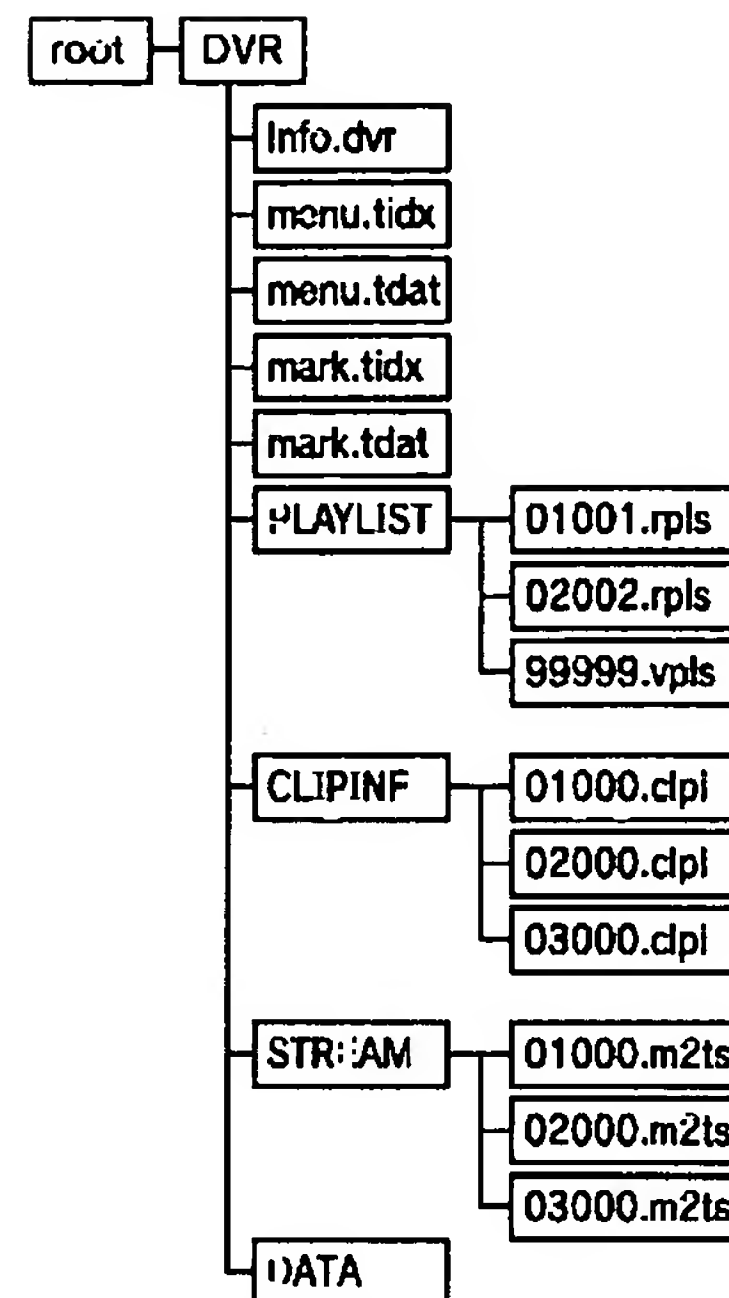 root DVR
Info.dvr
menu.tidx
menu.tdat
mark.tidx
mark.tdat
PLAYLIST 01001.rpls
02002.rpls
99999.vpls
CLIPINF 01000.clpi
02000.clpi
03000.clpi
STREAM 01000.m2ts
02000.m2ts
03000.m2ts
DATA